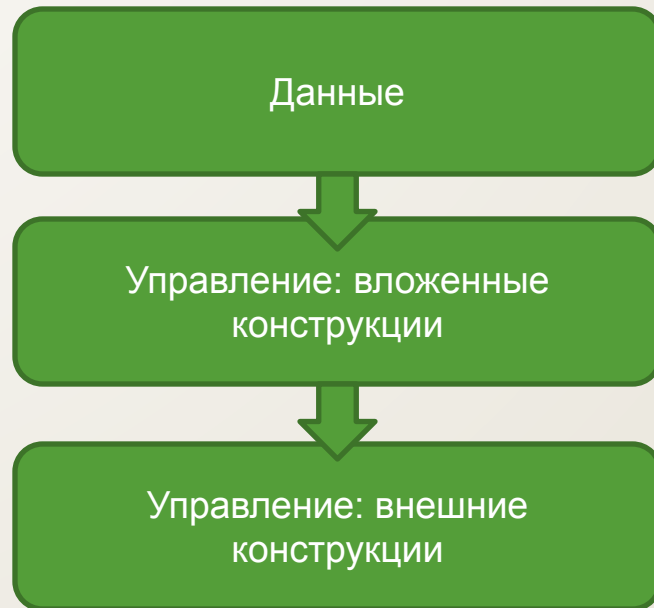 Данные
Управление: вложенные
конструкции
Управление: внешние
конструкции